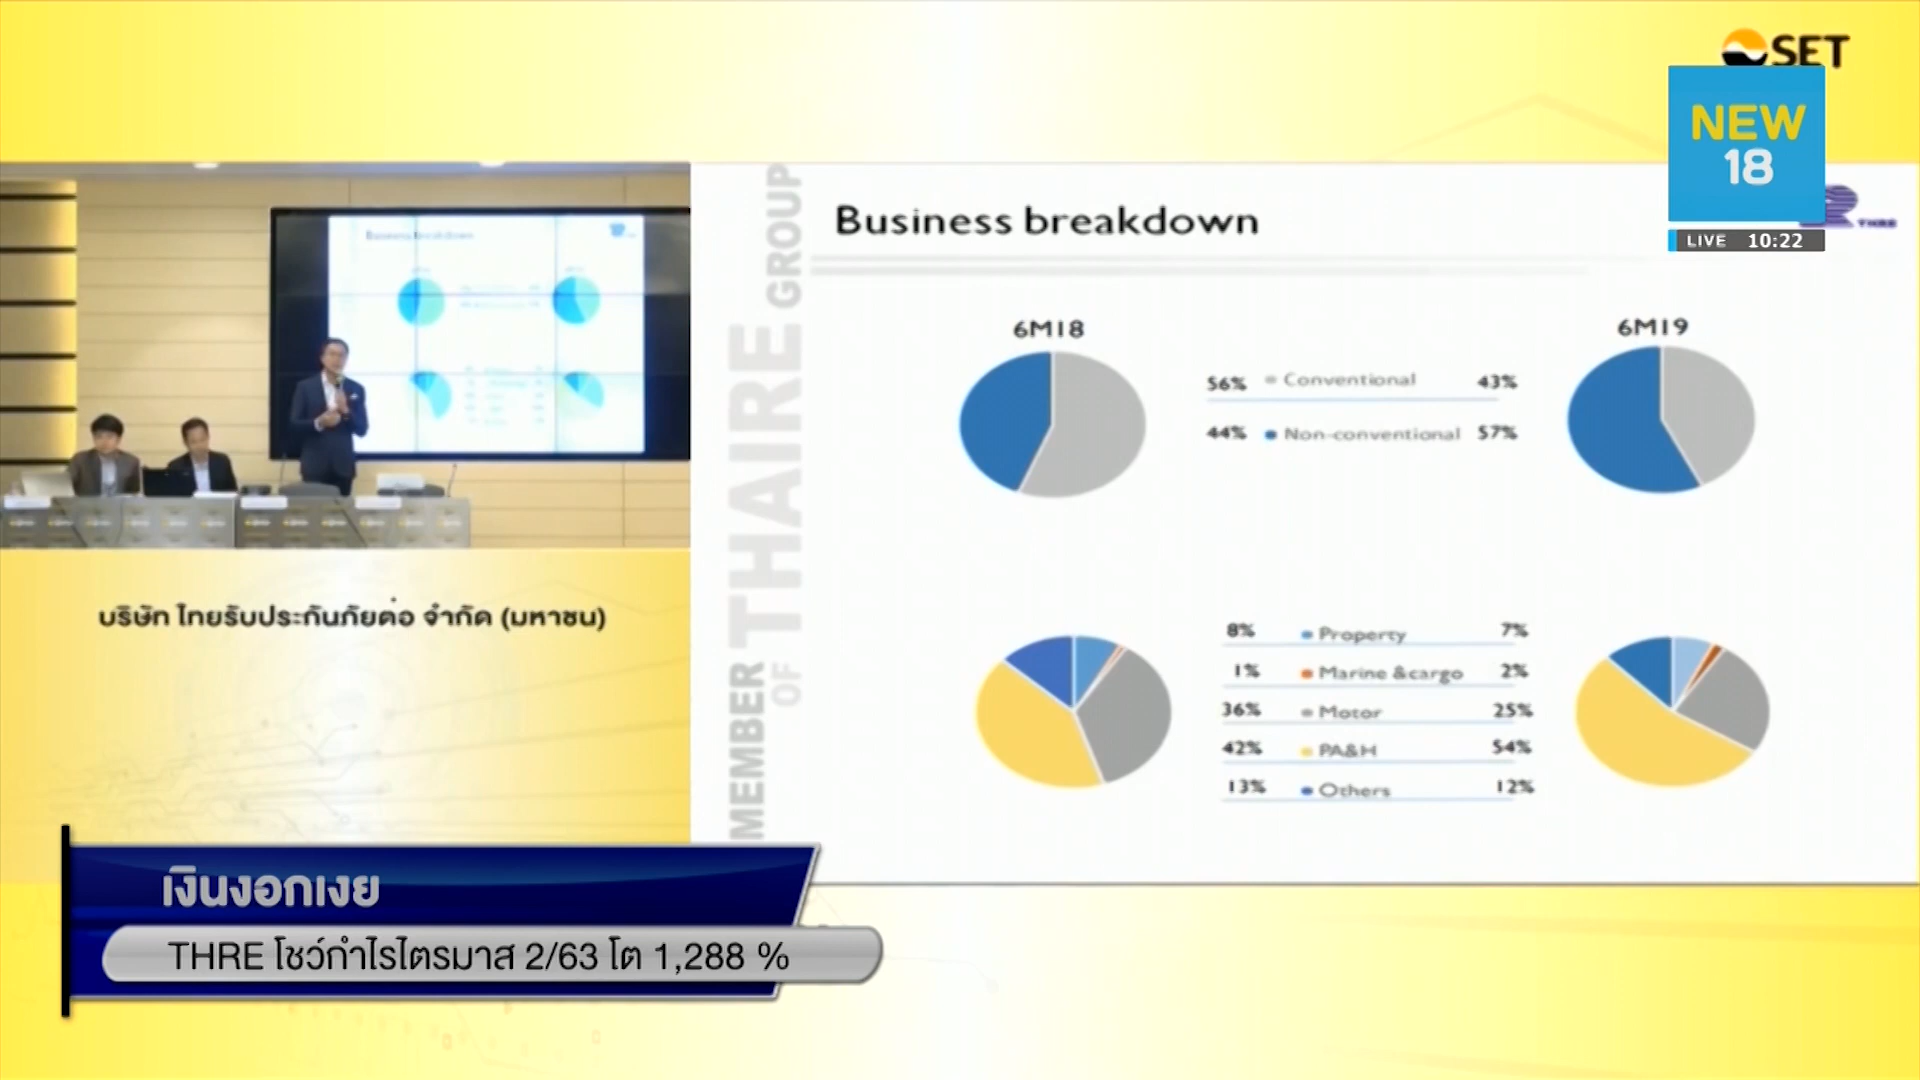 SET
NEW
18
LIVE 10:22
THRE
MEMBER OF THAIRE GROUP
Business breakdown
6M18
6M19
56% Conventional 43%
44% Non-conventional 57%
8% Property 7%
1% Marine &cargo 2%
36% Motor 25%
42% PA&H 54%
13% Others 12%
บริษัท ไทยรับประกันภัยต่อ จำกัด (มหาชน)
เงินงอกเงย
THRE โชว์กำไรไตรมาส 2/63 โต 1,288 %